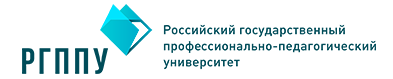 РГППУ
Российский государственный
профессионально-педагогический
университет